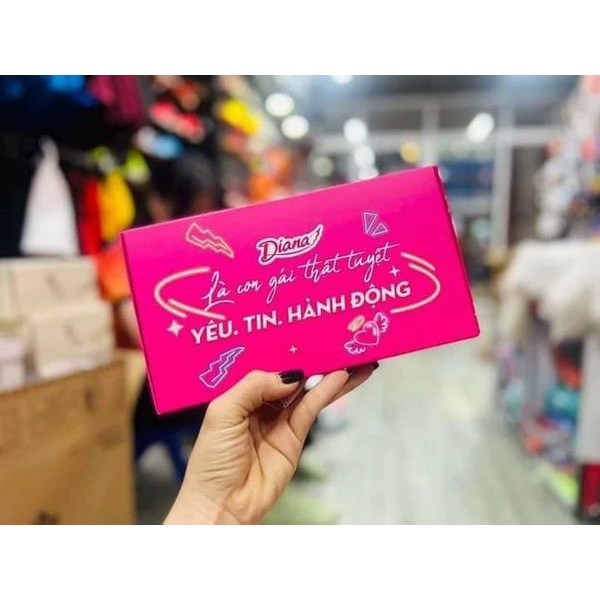 Diana
Là con gái thật tuyệt
YÊU. TIN. HÀNH ĐỘNG